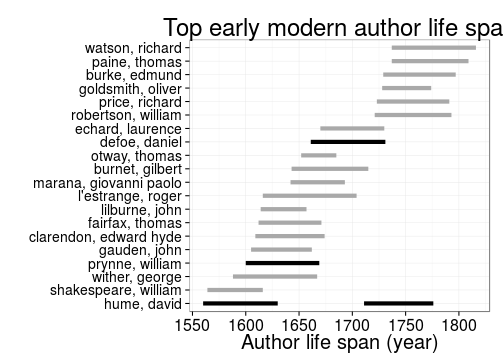 Top early modern author life spa
watson, richard
paine, thomas
burke, edmund
goldsmith, oliver
price, richard
robertson, william
echard, laurence
defoe, daniel
otway, thomas
burnet, gilbert
marana, giovanni paolo
l'estrange, roger
lilburne, john
fairfax, thomas
clarendon, edward hyde
gauden, john
prynne, william
wither, george
shakespeare, william
hume, david
1550 1600 1650 1700 1750 1800
Author life span (year)